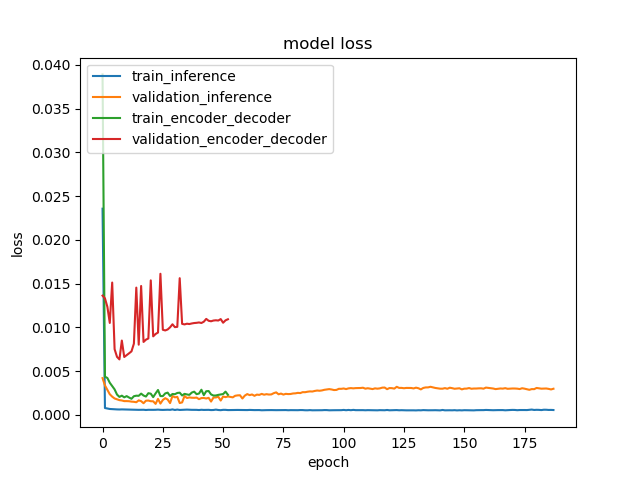 model loss
train_inference
validation_inference
train_encoder_decoder
validation_encoder_decoder
0.040
0.035
0.030
0.025
0.020
0.015
0.010
0.005
0.000
loss
0 25 50 75 100 125 150 175
epoch